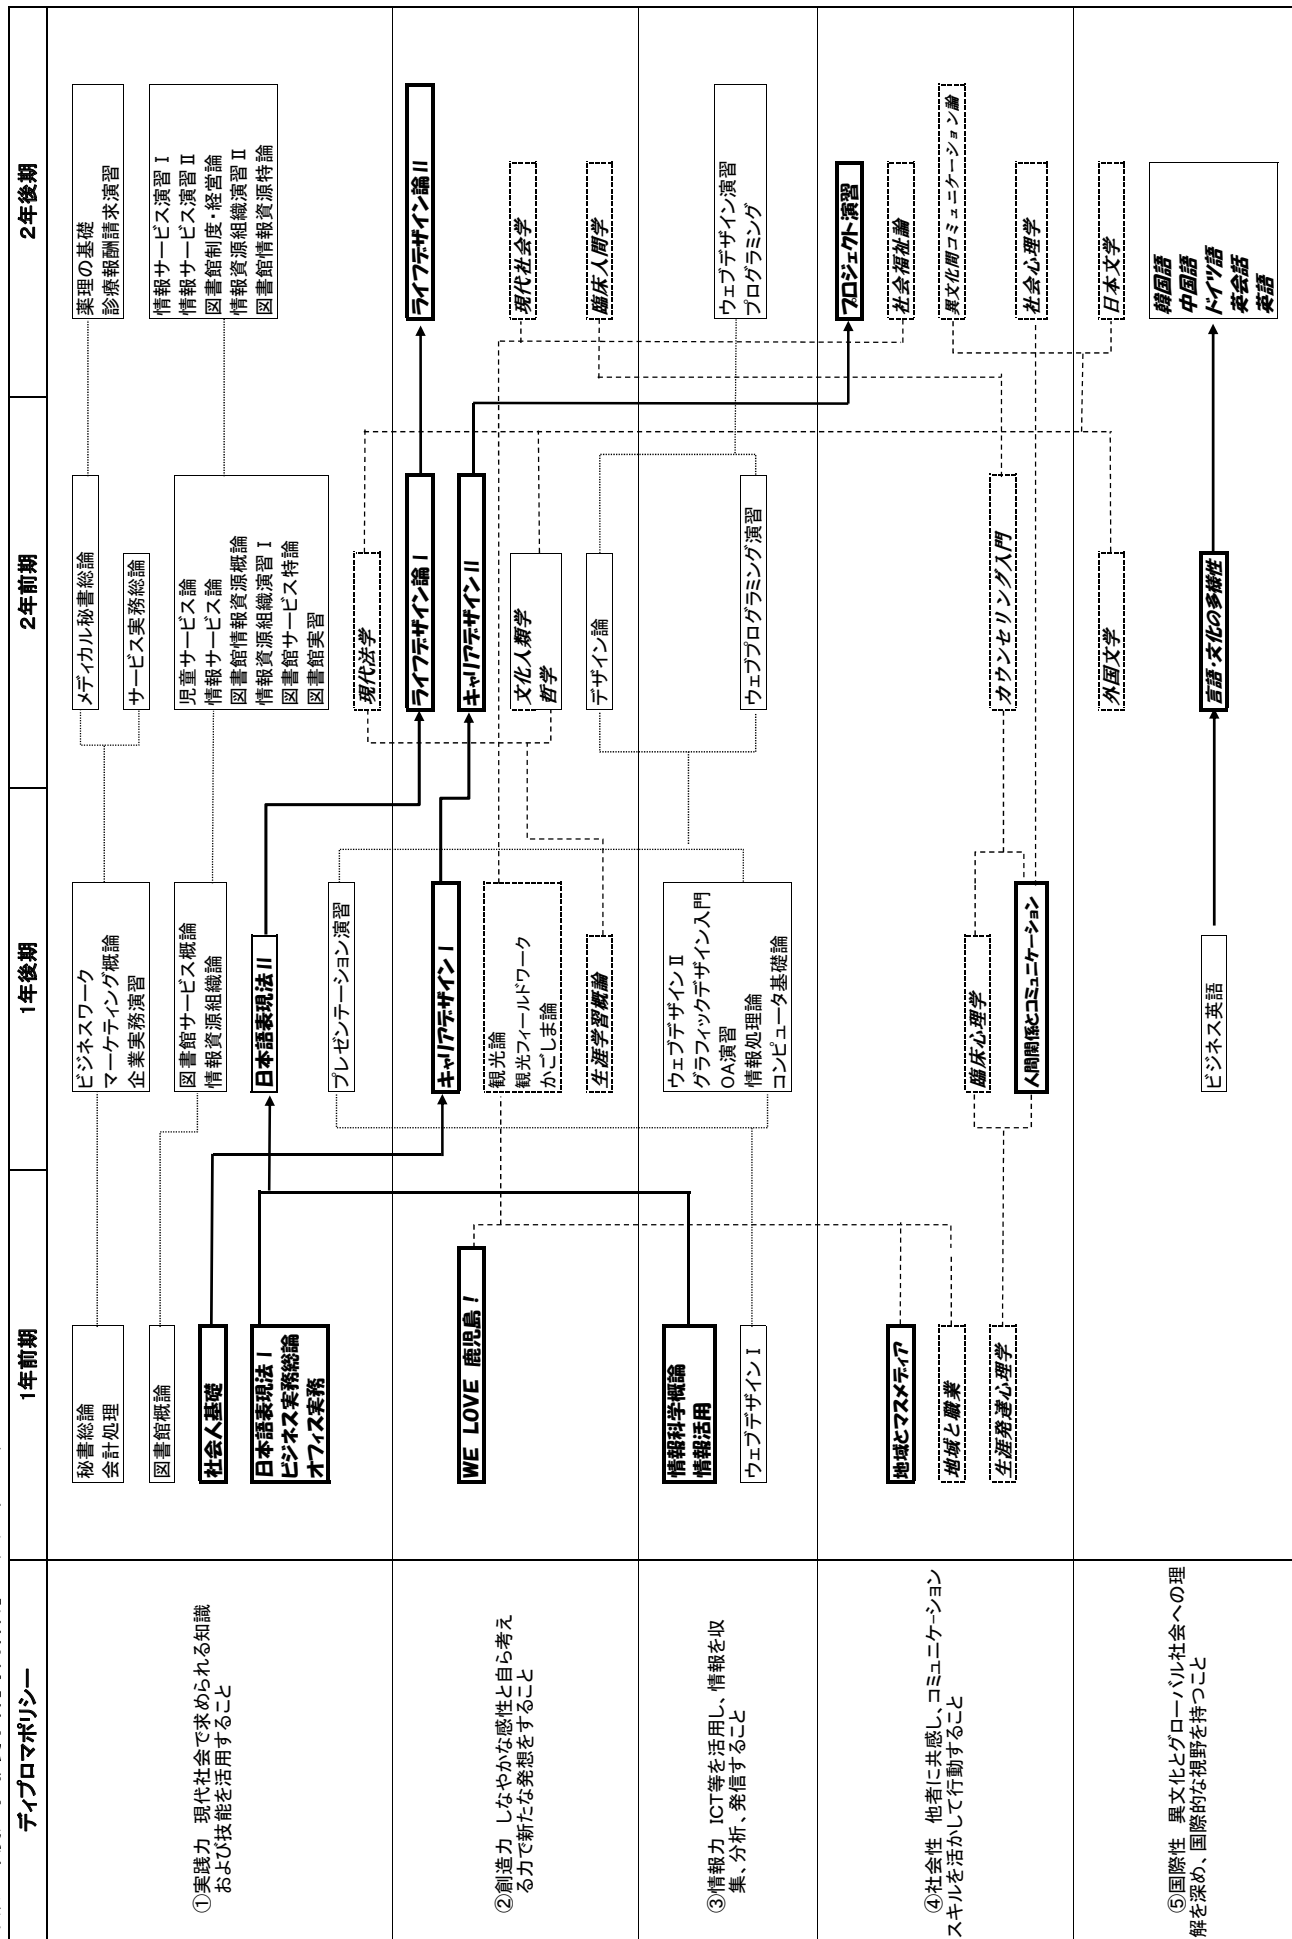 ディプロマポリシー
1年前期
1年後期
2年前期
2年後期
①実践力　現代社会で求められる知識
および技能を活用すること
秘書総論
会計処理
図書館概論
社会人基礎
日本語表現法Ⅰ
ビジネス実務総論
オフィス実務
ビジネスワーク
マーケティング概論
企業実務演習
図書館サービス概論
情報資源組織論
日本語表現法Ⅱ
プレゼンテーション演習
メディカル秘書総論
サービス実務総論
児童サービス論
情報サービス論
図書館情報資源概論
情報資源組織演習Ⅰ
図書館サービス特論
図書館実習
現代法学
薬理の基礎
診療報酬請求演習
情報サービス演習Ⅰ
情報サービス演習Ⅱ
図書館制度・経営論
情報資源組織演習Ⅱ
図書館情報資源特論
②創造力　しなやかな感性と自ら考え
る力で新たな発想をすること
WE LOVE 鹿児島！
キャリアデザインⅠ
観光論
観光フィールドワーク
かごしま論
生涯学習概論
ライフデザイン論Ⅰ
キャリアデザインⅡ
文化人類学
哲学
デザイン論
ライフデザイン論Ⅱ
現代社会学
臨床人間学
③情報力　ICT等を活用し、情報を収
集、分析、発信すること
情報科学概論
情報活用
ウェブデザインⅠ
ウェブデザインⅡ
グラフィックデザイン入門
OA演習
情報処理論
コンピュータ基礎論
ウェブプログラミング演習
ウェブデザイン演習
プログラミング
④社会性　他者に共感し、コミュニケーション
スキルを活かして行動すること
地域とマスメディア
地域と職業
生涯発達心理学
臨床心理学
人間関係とコミュニケーション
カウンセリング入門
プロジェクト演習
社会福祉論
異文化間コミュニケーション論
社会心理学
⑤国際性　異文化とグローバル社会への理
解を深め、国際的な視野を持つこと
ビジネス英語
外国文学
言語・文化の多様性
日本文学
韓国語
中国語
ドイツ語
英会話
英語